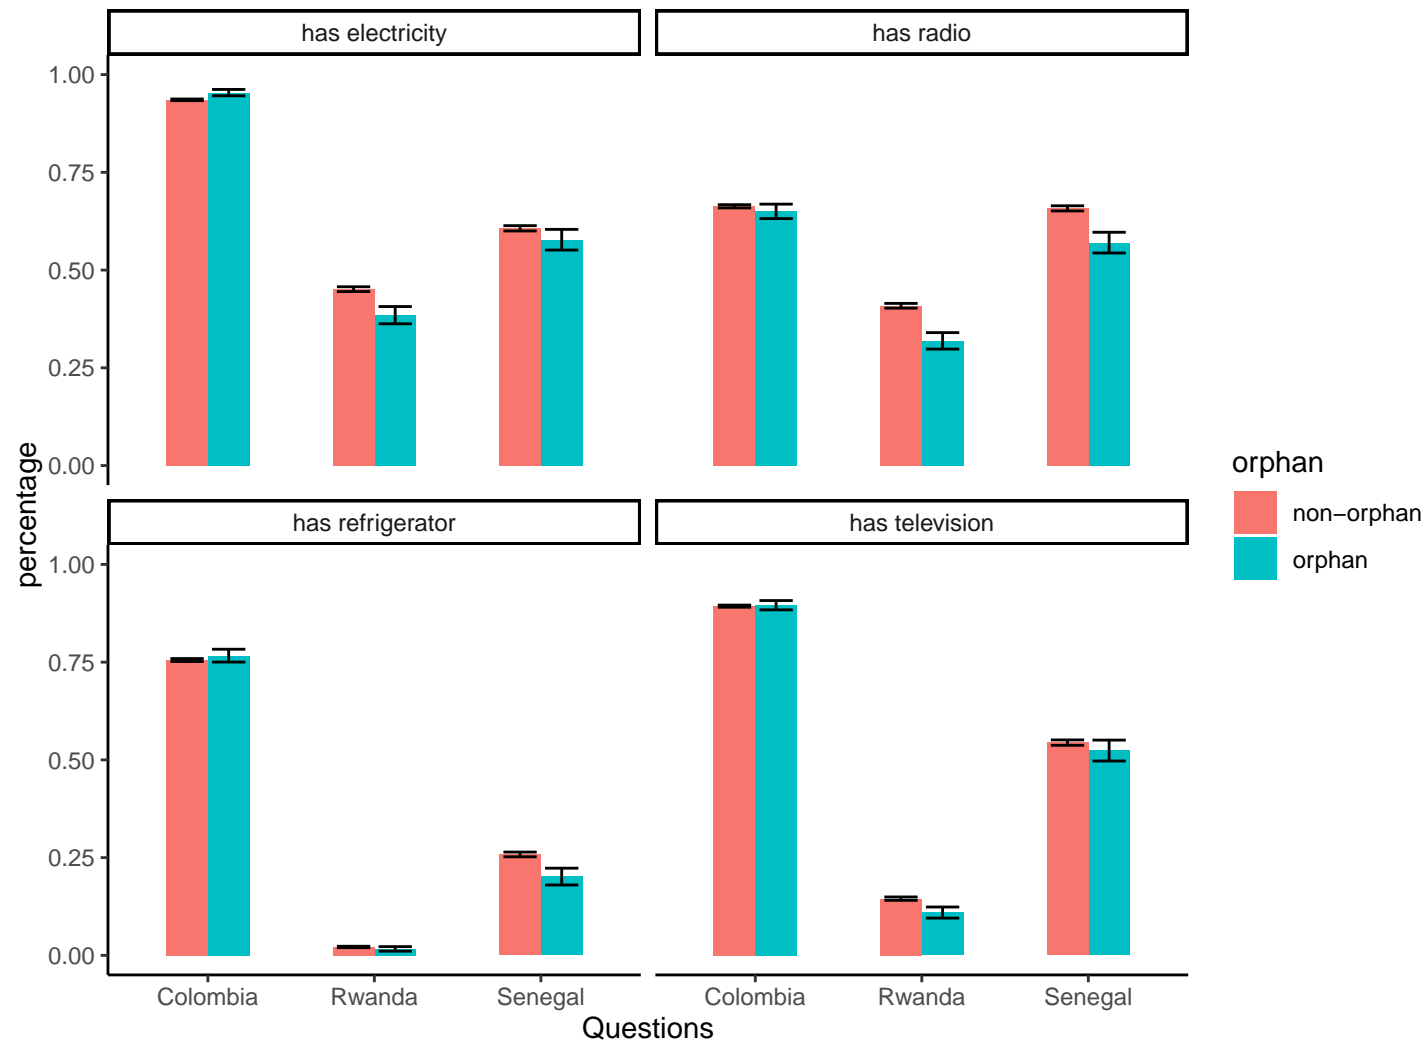 has electricity
has radio
1.00
0.75
0.50
0.25
0.00
has refrigerator
has television
1.00
0.75
0.50
0.25
0.00
percentage
Colombia Rwanda Senegal
Colombia Rwanda Senegal
Questions
orphan
non−orphan
orphan